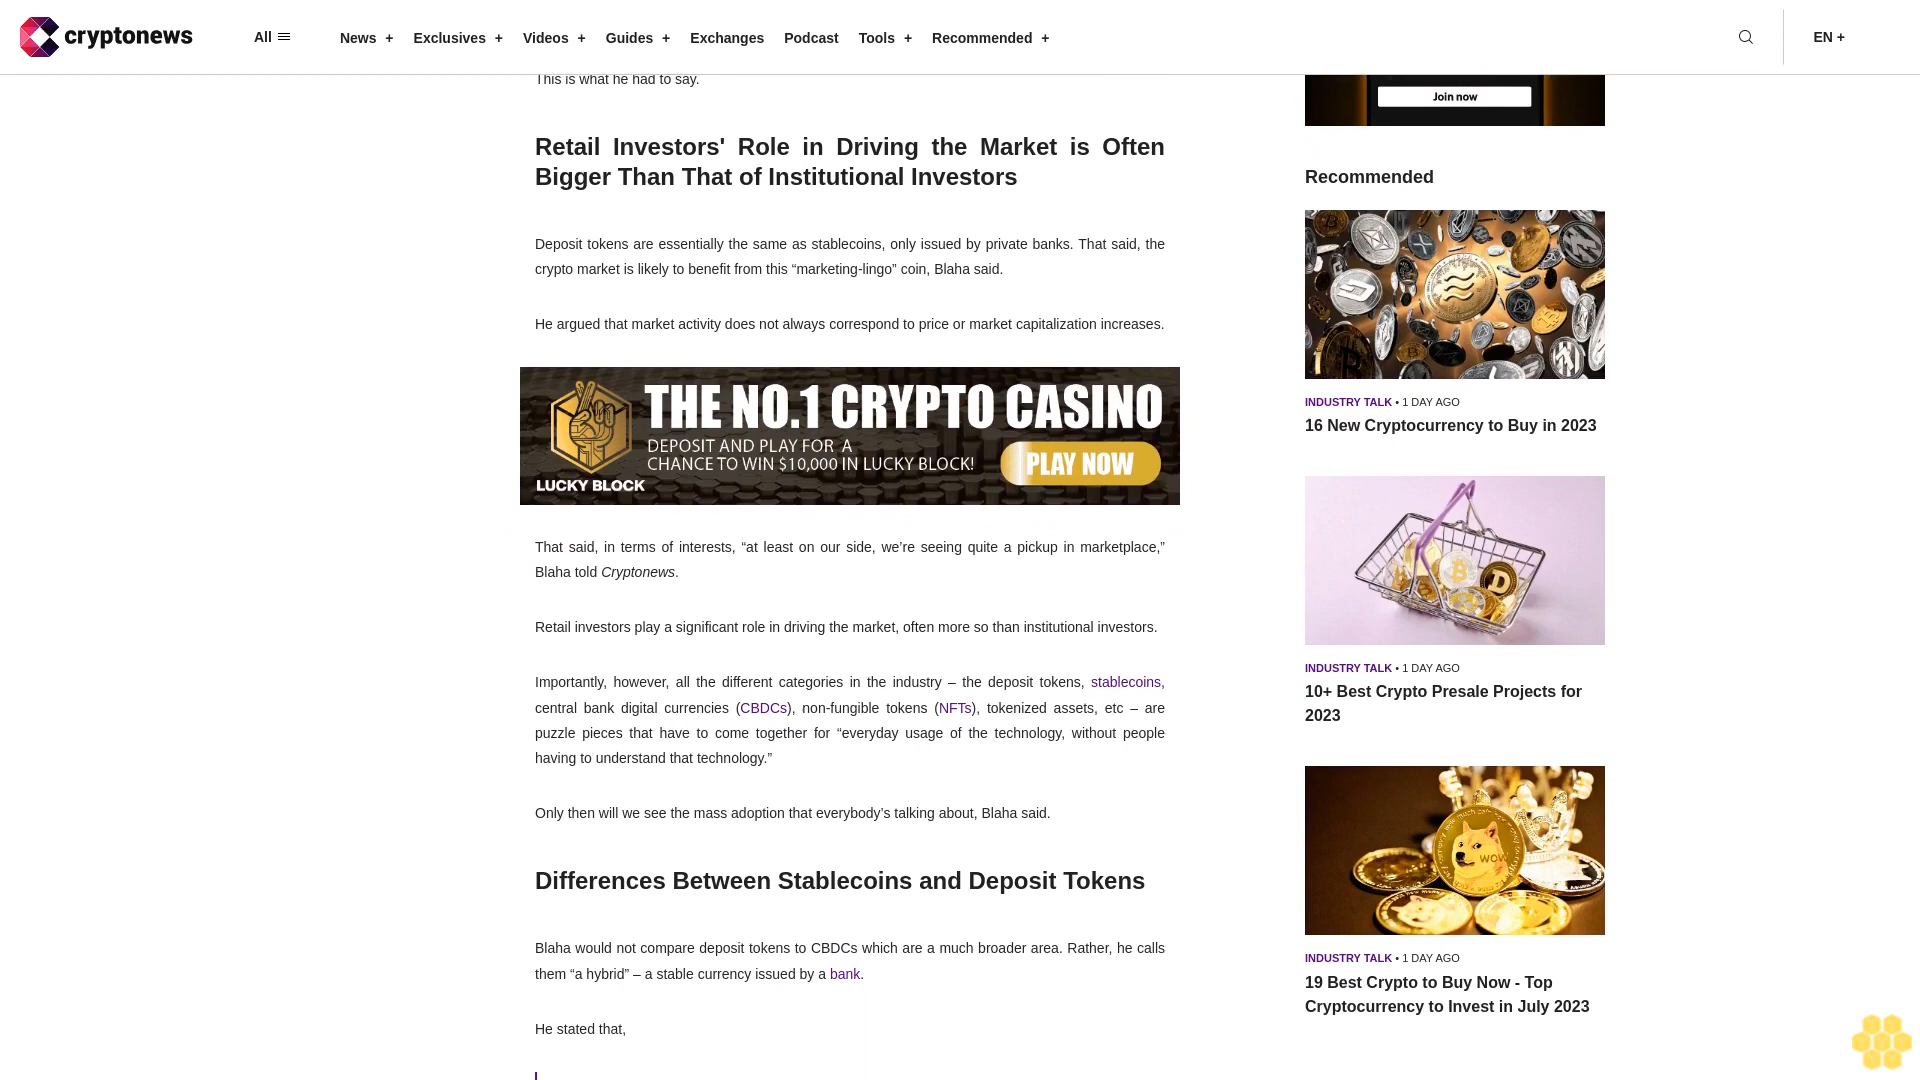 cryptonews
All
News +
Exclusives +
Videos +
Guides +
Exchanges
Podcast
Tools +
Recommended +
EN +
This is what he had to say.
Retail Investors' Role in Driving the Market is Often
Bigger Than That of Institutional Investors
Deposit tokens are essentially the same as stablecoins, only issued by private banks. That said, the
crypto market is likely to benefit from this “marketing-lingo” coin, Blaha said.
He argued that market activity does not always correspond to price or market capitalization increases.
THE NO.1 CRYPTO CASINO
DEPOSIT AND PLAY FOR A
CHANCE TO WIN $10,000 IN LUCKY BLOCK!
PLAY NOW
LUCKY BLOCK
That said, in terms of interests, “at least on our side, we’re seeing quite a pickup in marketplace,”
Blaha told Cryptonews.
Retail investors play a significant role in driving the market, often more so than institutional investors.
Importantly, however, all the different categories in the industry – the deposit tokens, stablecoins,
central bank digital currencies (CBDCs), non-fungible tokens (NFTs), tokenized assets, etc – are
puzzle pieces that have to come together for “everyday usage of the technology, without people
having to understand that technology.”
Only then will we see the mass adoption that everybody’s talking about, Blaha said.
Differences Between Stablecoins and Deposit Tokens
Blaha would not compare deposit tokens to CBDCs which are a much broader area. Rather, he calls
them “a hybrid” – a stable currency issued by a bank.
He stated that,
Join now
Recommended
INDUSTRY TALK • 1 DAY AGO
16 New Cryptocurrency to Buy in 2023
INDUSTRY TALK • 1 DAY AGO
10+ Best Crypto Presale Projects for
2023
WOW
INDUSTRY TALK • 1 DAY AGO
19 Best Crypto to Buy Now - Top
Cryptocurrency to Invest in July 2023